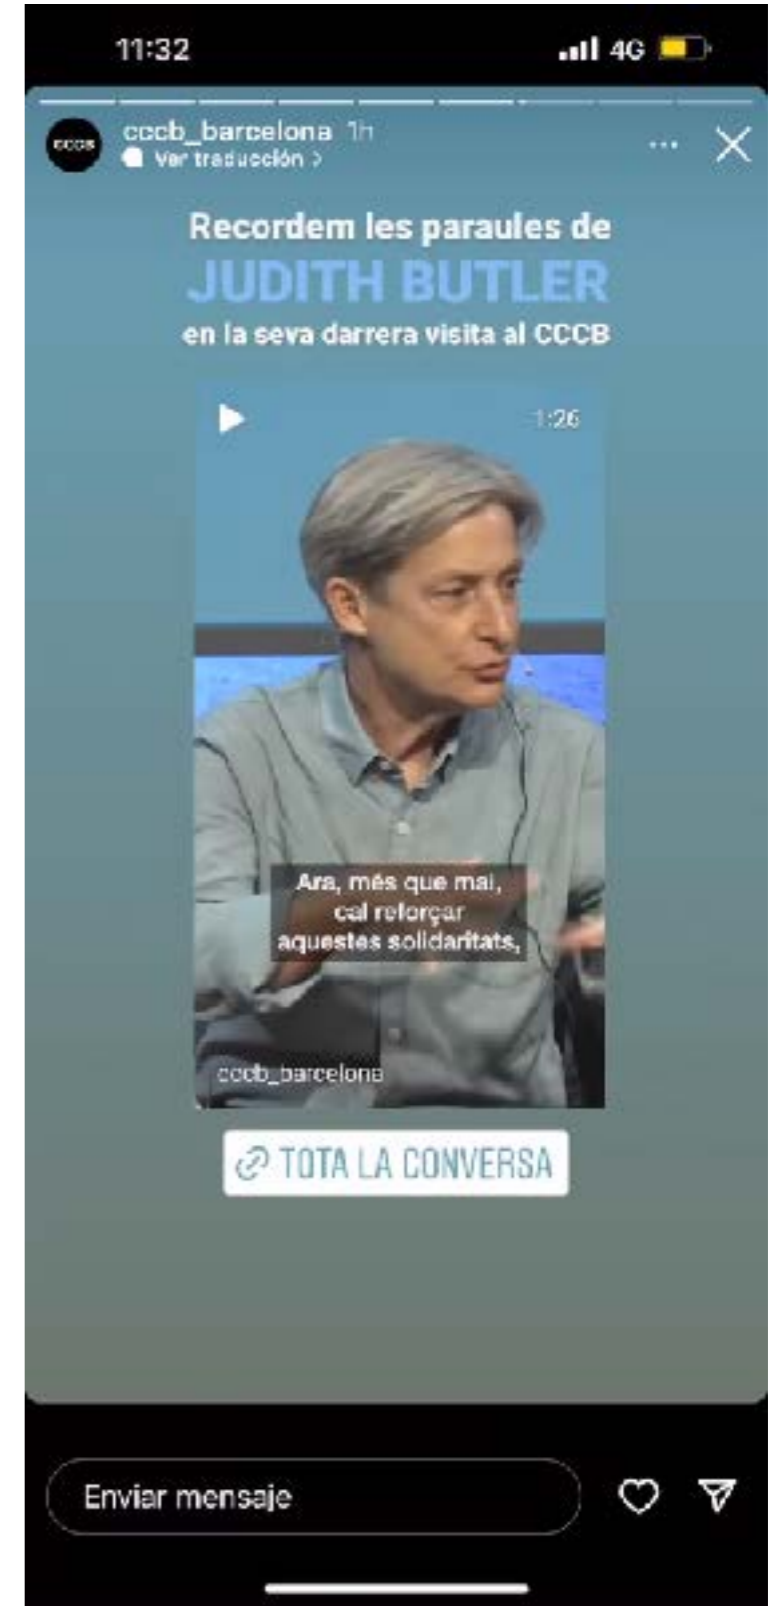 11:32
4G
CCCB
cccb_barcelona 1h
Ver traducción >
Recordem les paraules de
JUDITH BUTLER
en la seva darrera visita al CCCB
1:26
Ara, més que mai,
cal reforçar
aquestes solidaritats,
cccb_barcelona
TOTA LA CONVERSA
Enviar mensaje